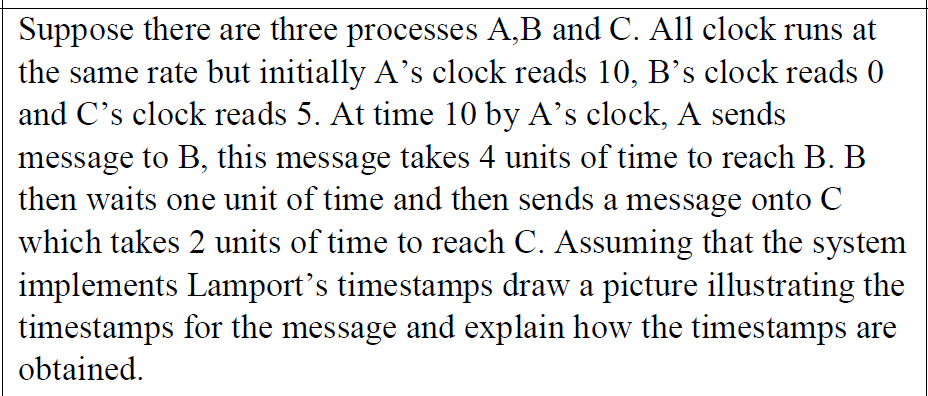 Suppose there are three processes A,B and C. All clock runs at
the same rate but initially A’s clock reads 10, B’s clock reads 0
and C’s clock reads 5. At time 10 by A’s clock, A sends
message to B, this message takes 4 units of time to reach B. B
then waits one unit of time and then sends a message onto C
which takes 2 units of time to reach C. Assuming that the system
implements Lamport’s timestamps draw a picture illustrating the
timestamps for the message and explain how the timestamps are
obtained.